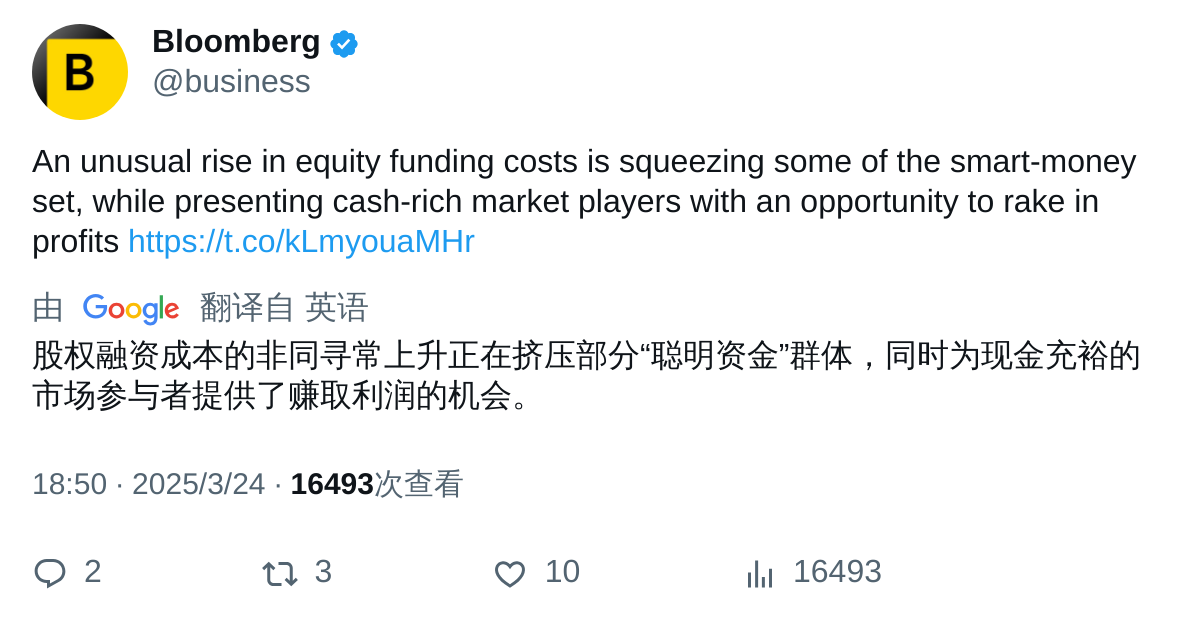 B
Bloomberg
@business
An unusual rise in equity funding costs is squeezing some of the smart-money
set, while presenting cash-rich market players with an opportunity to rake in
profits https://t.co/kLmyouaMHr
由 Google 翻译自 英语
股权融资成本的非同寻常上升正在挤压部分“聪明资金”群体，同时为现金充裕的
市场参与者提供了赚取利润的机会。
18:50 · 2025/3/24 · 16493次查看
2 3 10 16493